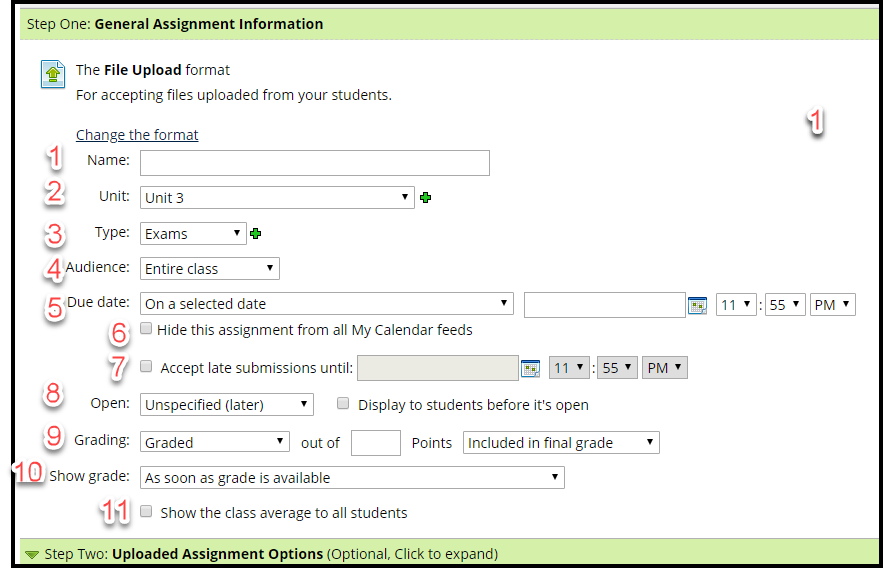 Step One: General Assignment Information
The File Upload format
For accepting files uploaded from your students.
1
Change the format
1 Name:
2 Unit: Unit 3
3 Type: Exams
4 Audience: Entire class
5 Due date: On a selected date 11 : 55 PM
6 Hide this assignment from all My Calendar feeds
7 Accept late submissions until: 11 : 55 PM
8 Open: Unspecified (later) Display to students before it's open
9 Grading: Graded out of Points Included in final grade
10 Show grade: As soon as grade is available
11 Show the class average to all students
Step Two: Uploaded Assignment Options (Optional, Click to expand)